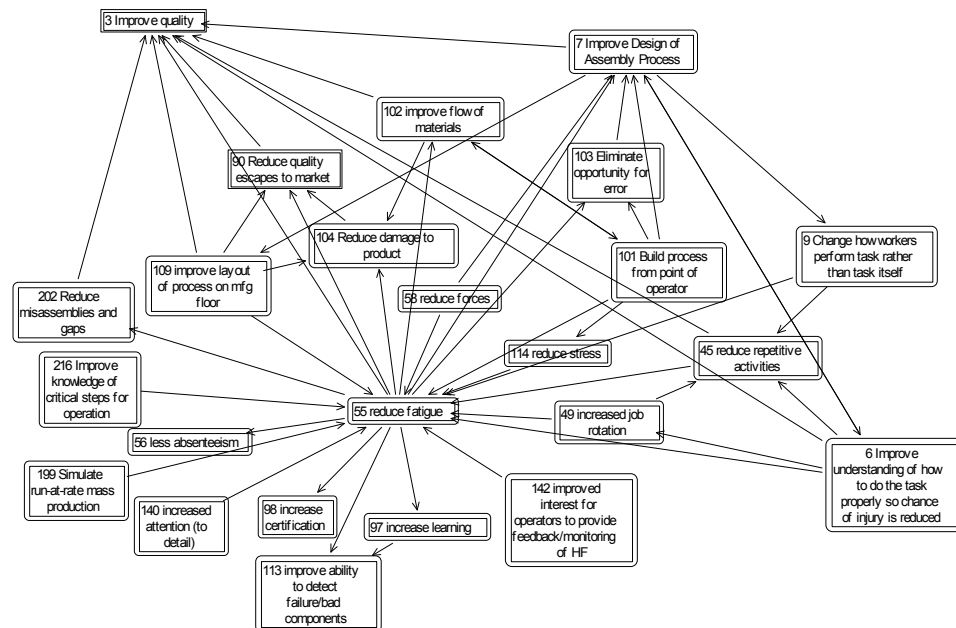 3 Improve quality
7 Improve Design of
Assembly Process
102 improve flow of
materials
103 Eliminate
opportunity for
error
90 Reduce quality
escapes to market
104 Reduce damage to
product
9 Change how workers
perform task rather
than task itself
101 Build process
from point of
operator
109 improve layout
of process on mfg
floor
58 reduce forces
202 Reduce
misassemblies and
gaps
114 reduce stress
45 reduce repetitive
activities
216 Improve
knowledge of
critical steps for
operation
55 reduce fatigue
49 increased job
rotation
56 less absenteeism
6 Improve
understanding of how
to do the task
properly so chance
of injury is reduced
199 Simulate
run-at-rate mass
production
140 increased
attention (to
detail)
98 increase
certification
97 increase learning
142 improved
interest for
operators to provide
feedback/monitoring
of HF
113 improve ability
to detect
failure/bad
components